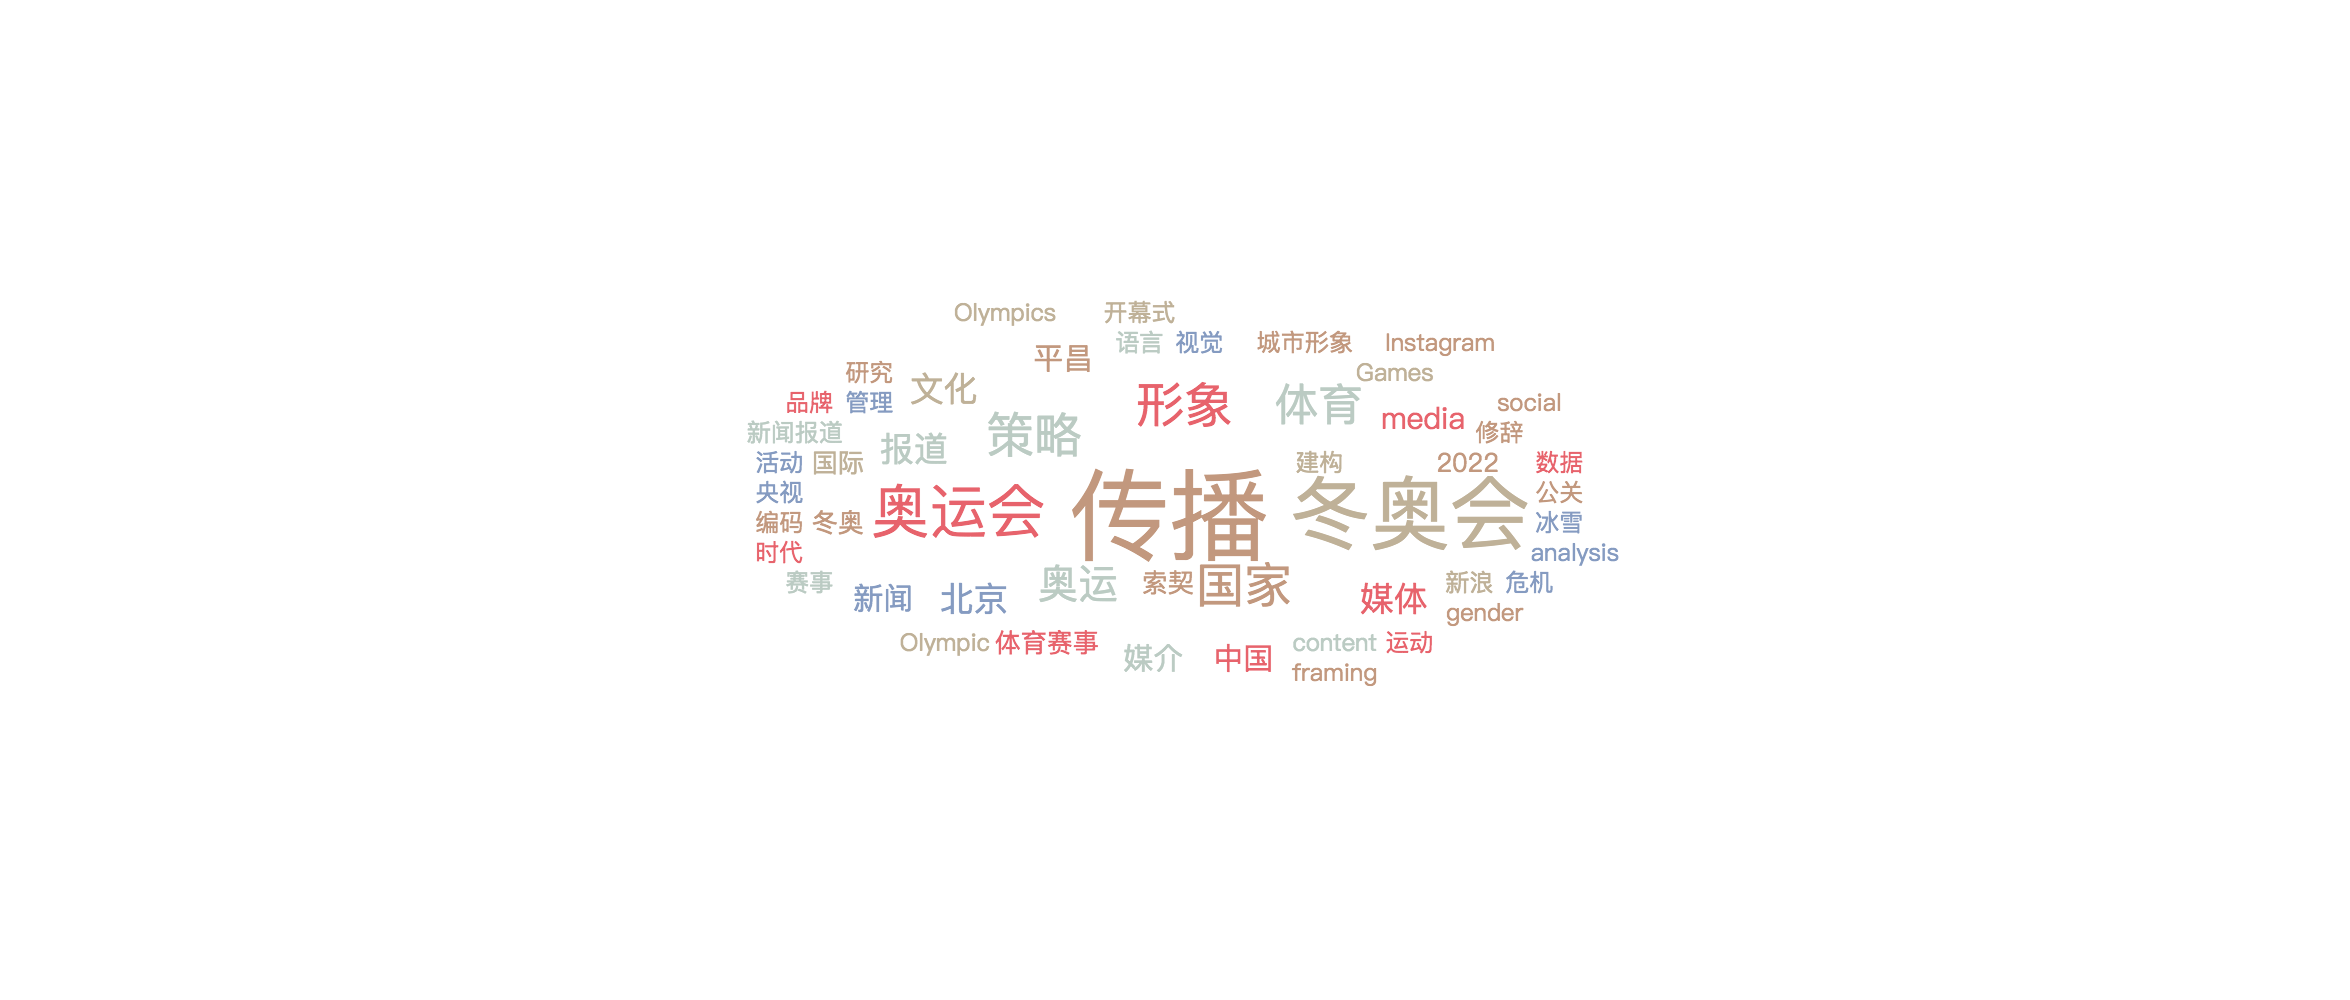 Olympics 开幕式
语言 视觉 城市形象 Instagram
平昌
研究 文化 Games
品牌 管理 形象 体育 media social
新闻报道 报道 策略 修辞
活动 国际 建构 2022 数据
央视 公关
编码 冬奥 奥运会 传播 冬奥会 冰雪
时代 analysis
赛事 奥运 索契 国家 新浪 危机
新闻 北京 媒体 gender
Olympic 体育赛事 content 运动
媒介 中国 framing